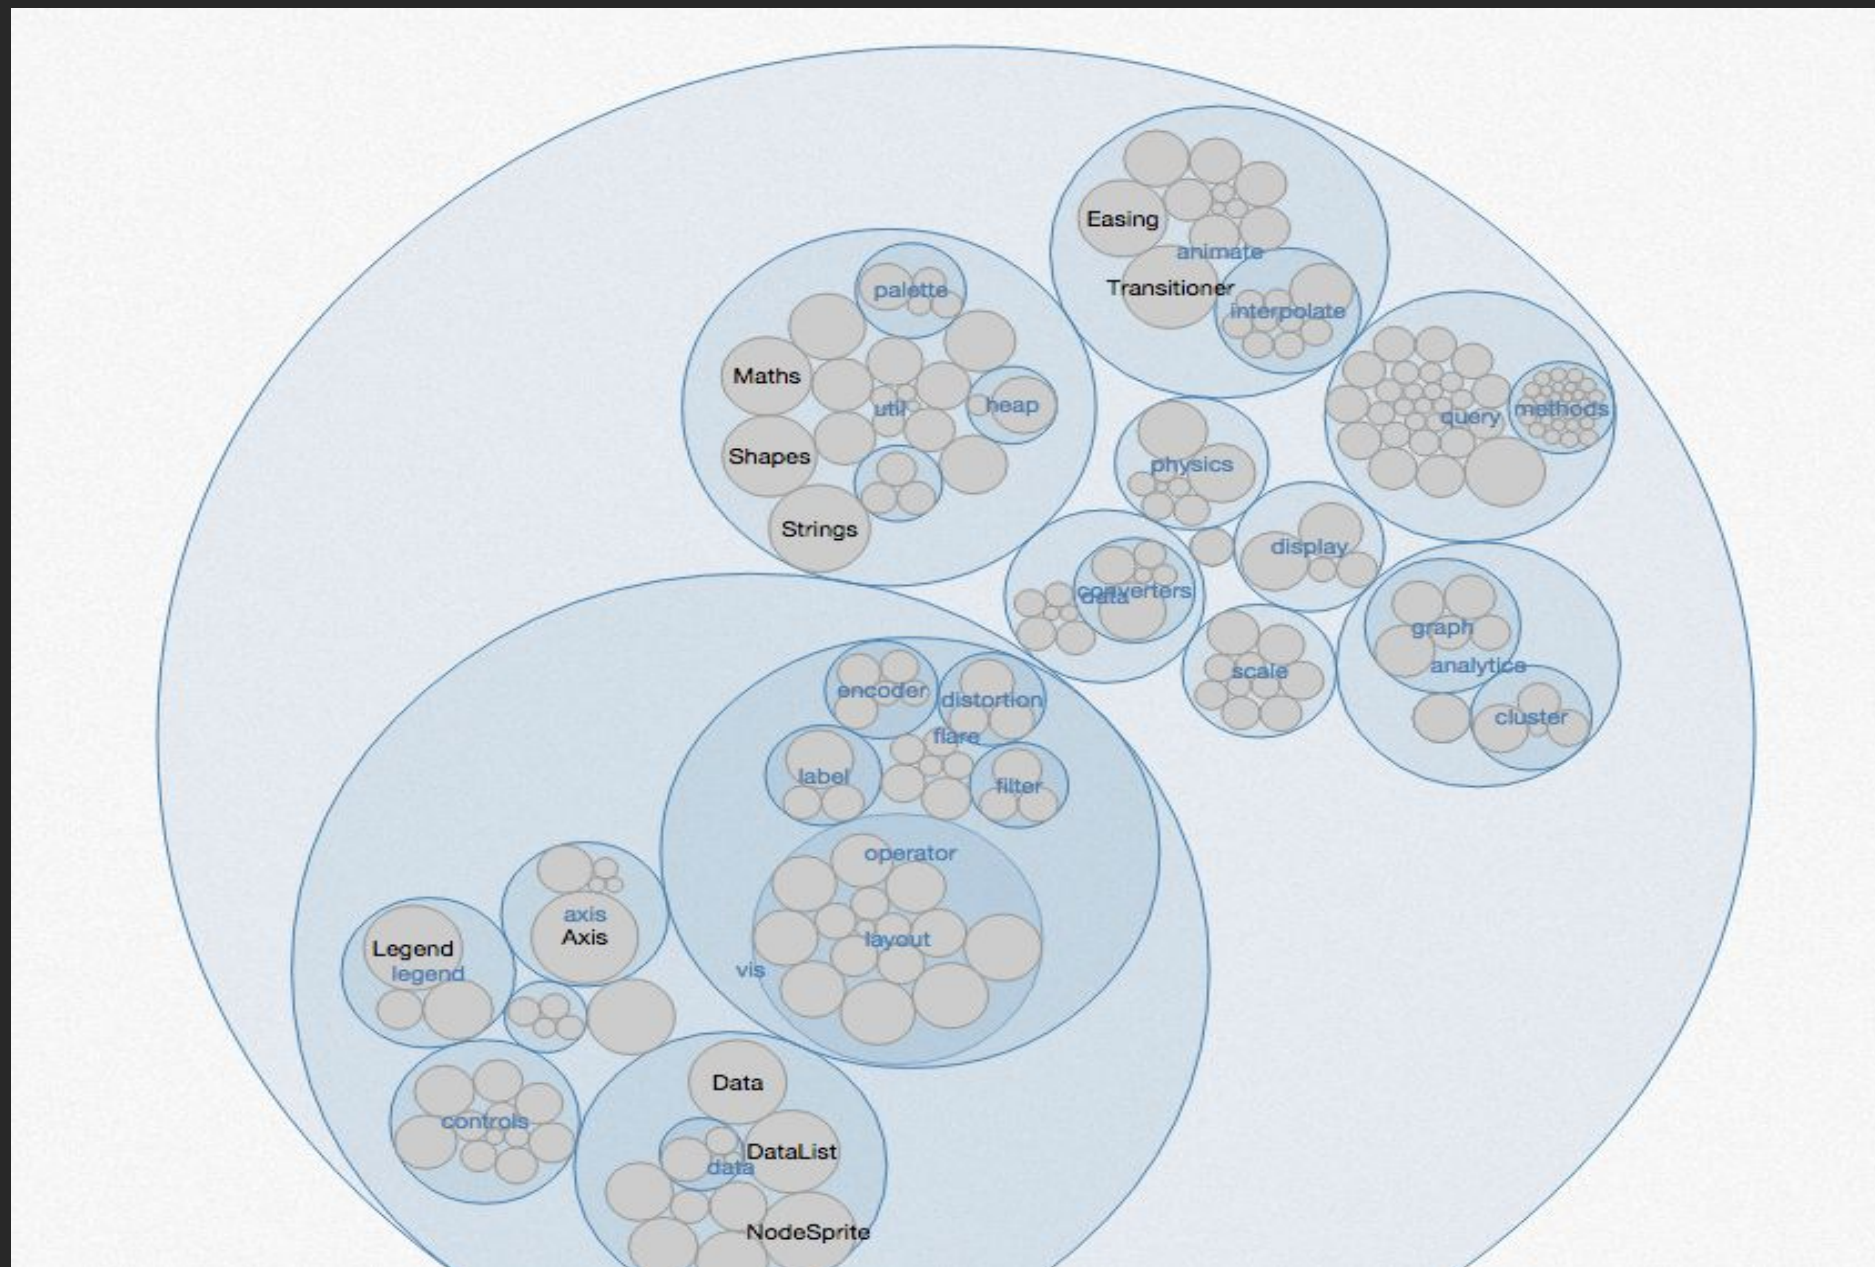 Easing
animate
palette
Transitioner
interpolate
Maths
util
heap
query
methods
Shapes
physics
Strings
display
converters
data
graph
analytics
scale
encoder
distortion
cluster
flare
label
filter
operator
axis
Axis
layout
Legend
legend
vis
Data
controls
DataList
data
NodeSprite